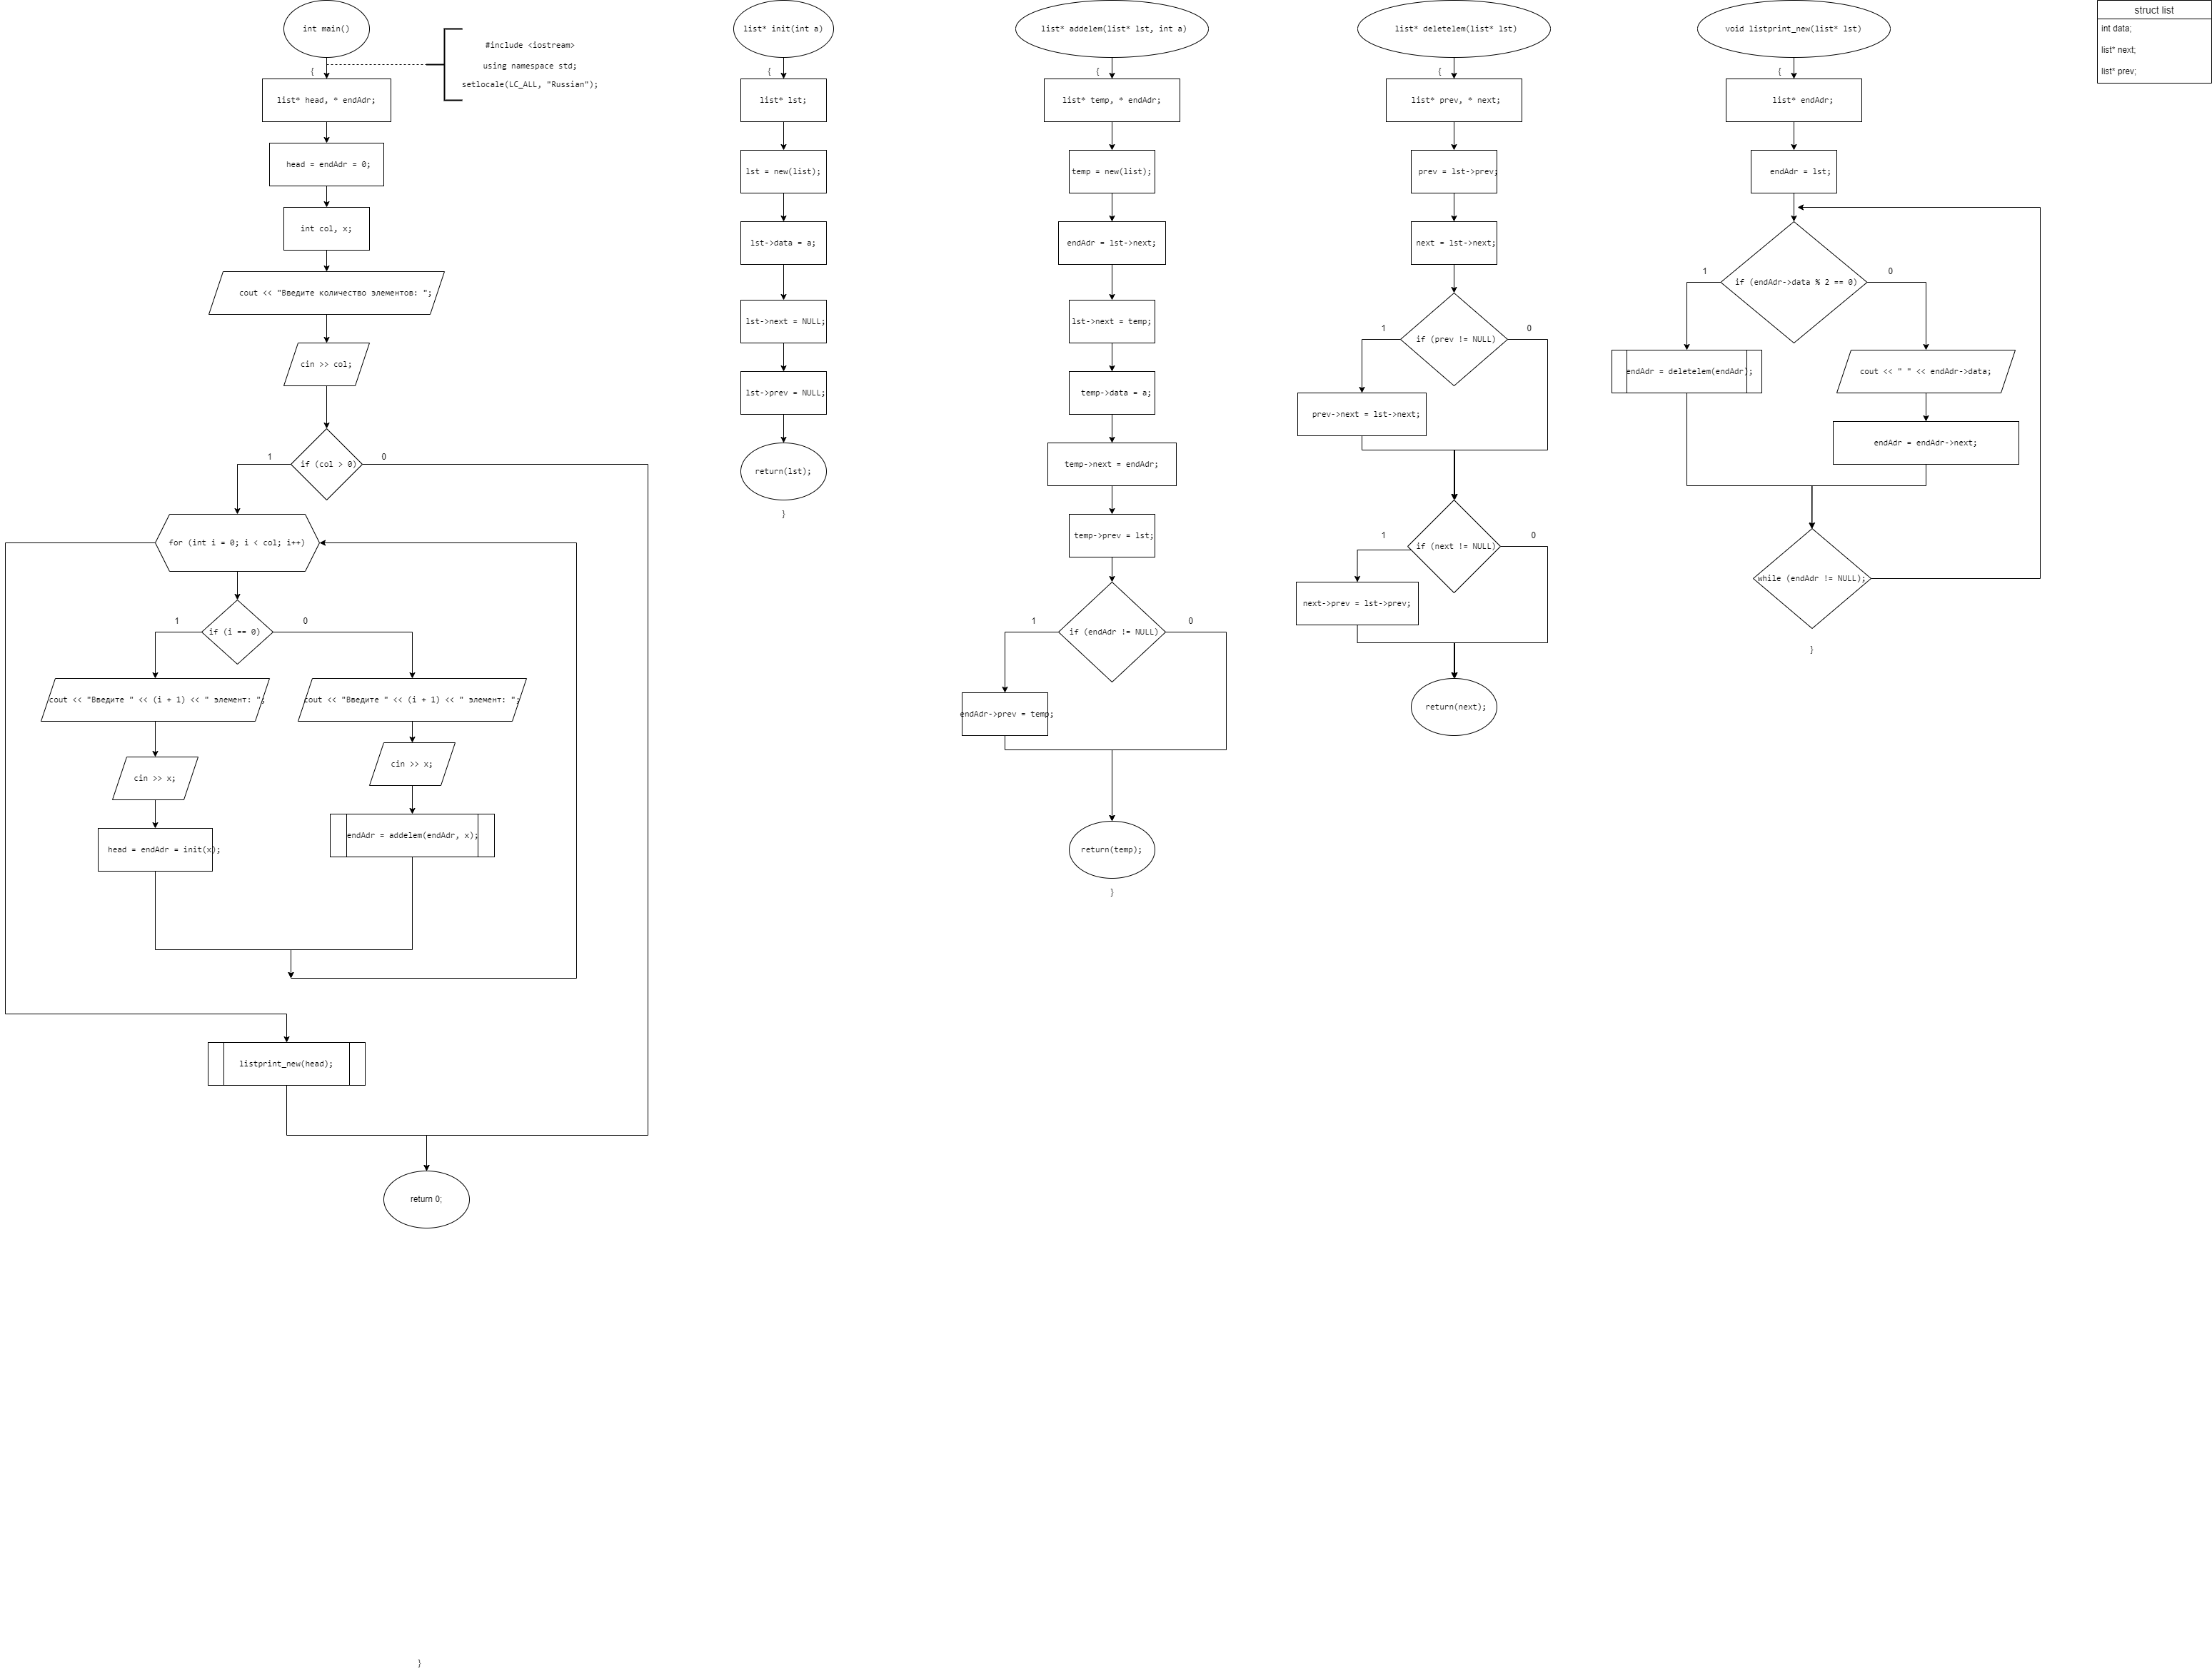 int main()
#include <iostream>
using namespace std;
setlocale(LC_ALL, "Russian");
{
list* head, * endAdr;
head = endAdr = 0;
int col, x;
cout << "Введите количество элементов: ";
cin >> col;
if (col > 0)
1
0
for (int i = 0; i < col; i++)
if (i == 0)
1
0
cout << "Введите " << (i + 1) << " элемент: ";
cin >> x;
head = endAdr = init(x);
cout << "Введите " << (i + 1) << " элемент: ";
cin >> x;
endAdr = addelem(endAdr, x);
listprint_new(head);
return 0;
}
list* init(int a)
{
list* lst;
lst = new(list);
lst->data = a;
lst->next = NULL;
lst->prev = NULL;
return(lst);
}
list* addelem(list* lst, int a)
{
list* temp, * endAdr;
temp = new(list);
endAdr = lst->next;
lst->next = temp;
temp->data = a;
temp->next = endAdr;
temp->prev = lst;
if (endAdr != NULL)
1
0
endAdr->prev = temp;
return(temp);
}
list* deletelem(list* lst)
{
list* prev, * next;
prev = lst->prev;
next = lst->next;
if (prev != NULL)
1
0
prev->next = lst->next;
if (next != NULL)
1
0
next->prev = lst->prev;
return(next);
void listprint_new(list* lst)
{
list* endAdr;
endAdr = lst;
if (endAdr->data % 2 == 0)
1
0
endAdr = deletelem(endAdr);
cout << " " << endAdr->data;
endAdr = endAdr->next;
while (endAdr != NULL);
}
struct list
int data;
list* next;
list* prev;